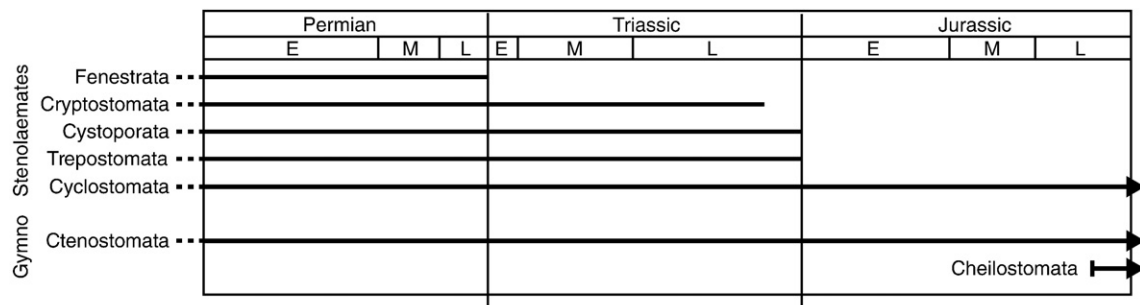 Permian Triassic Jurassic
E M L E M L E M L
Stenolaemates
Fenestrata
Cryptostomata
Cystoporata
Trepostomata
Cyclostomata
Gymno
Ctenostomata
Cheilostomata